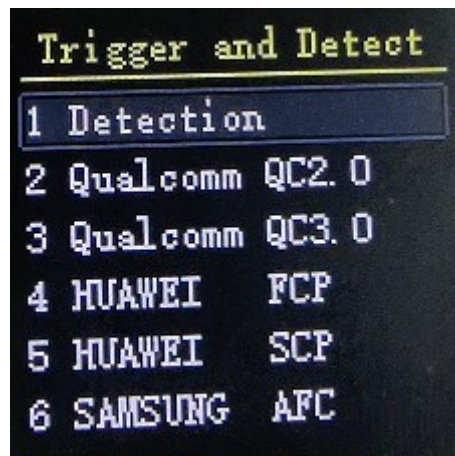 Trigger and Detect
1 Detection
2 Qualcomm QC2.0
3 Qualcomm QC3.0
4 HUAWEI FCP
5 HUAWEI SCP
6 SAMSUNG AFC